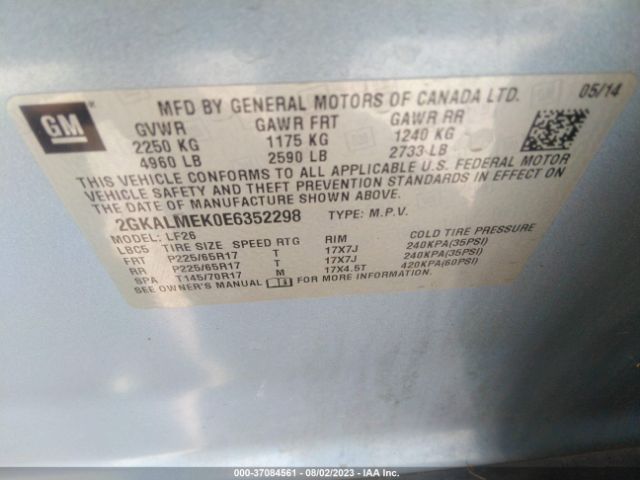 GM
MFD BY GENERAL MOTORS OF CANADA LTD. 05/14
GVWR GAWR FRT GAWR RR
2250 KG 1175 KG 1240 KG
4960 LB 2590 LB 2733 LB
THIS VEHICLE CONFORMS TO ALL APPLICABLE U.S. FEDERAL MOTOR
VEHICLE SAFETY AND THEFT PREVENTION STANDARDS IN EFFECT ON
THE DATE OF MANUFACTURE SHOWN ABOVE.
2GKALMEK0E6352298 TYPE: M.P.V.
MODEL: LF26
LBC5 TIRE SIZE SPEED RTG RIM COLD TIRE PRESSURE
FRT P225/65R17 T 17X7J 240KPA(35PSI)
RR P225/65R17 T 17X7J 240KPA(35PSI)
SPA T145/70R17 M 17X4.5T 420KPA(60PSI)
SEE OWNER'S MANUAL FOR MORE INFORMATION
000-37084561 - 08/02/2023 - IAA Inc.